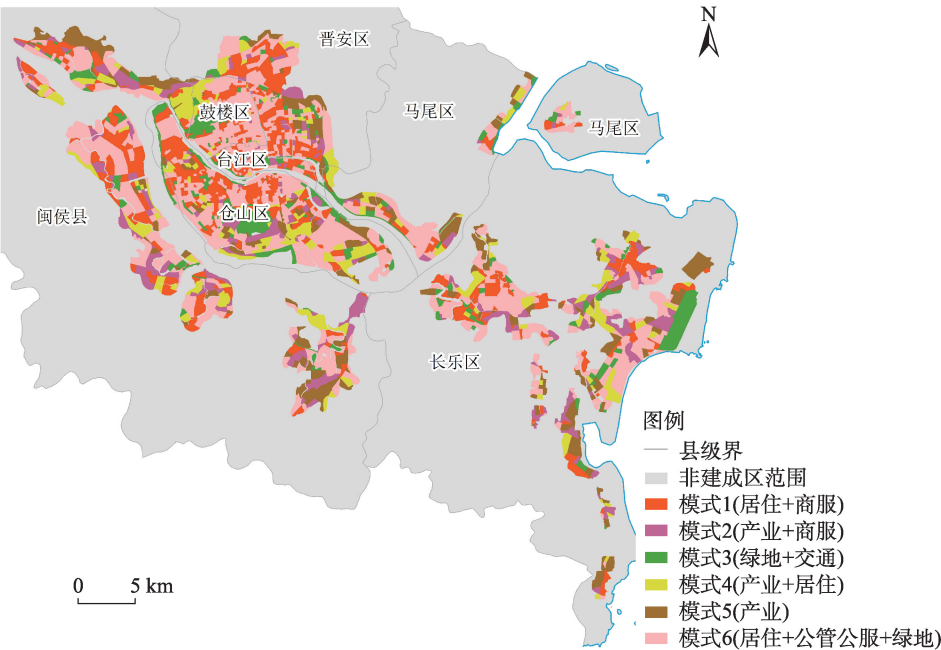 N
晋安区
马尾区
马尾区
鼓楼区
台江区
仓山区
闽侯县
长乐区
图例
县级界
非建成区范围
模式1(居住+商服)
模式2(产业+商服)
模式3(绿地+交通)
模式4(产业+居住)
模式5(产业)
模式6(居住+公管公服+绿地)
0 5 km